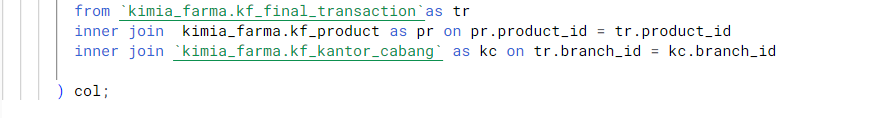 from `kimia_farma.kf_final_transaction`as tr
inner join  kimia_farma.kf_product as pr on pr.product_id = tr.product_id
inner join `kimia_farma.kf_kantor_cabang` as kc on tr.branch_id = kc.branch_id
) col;